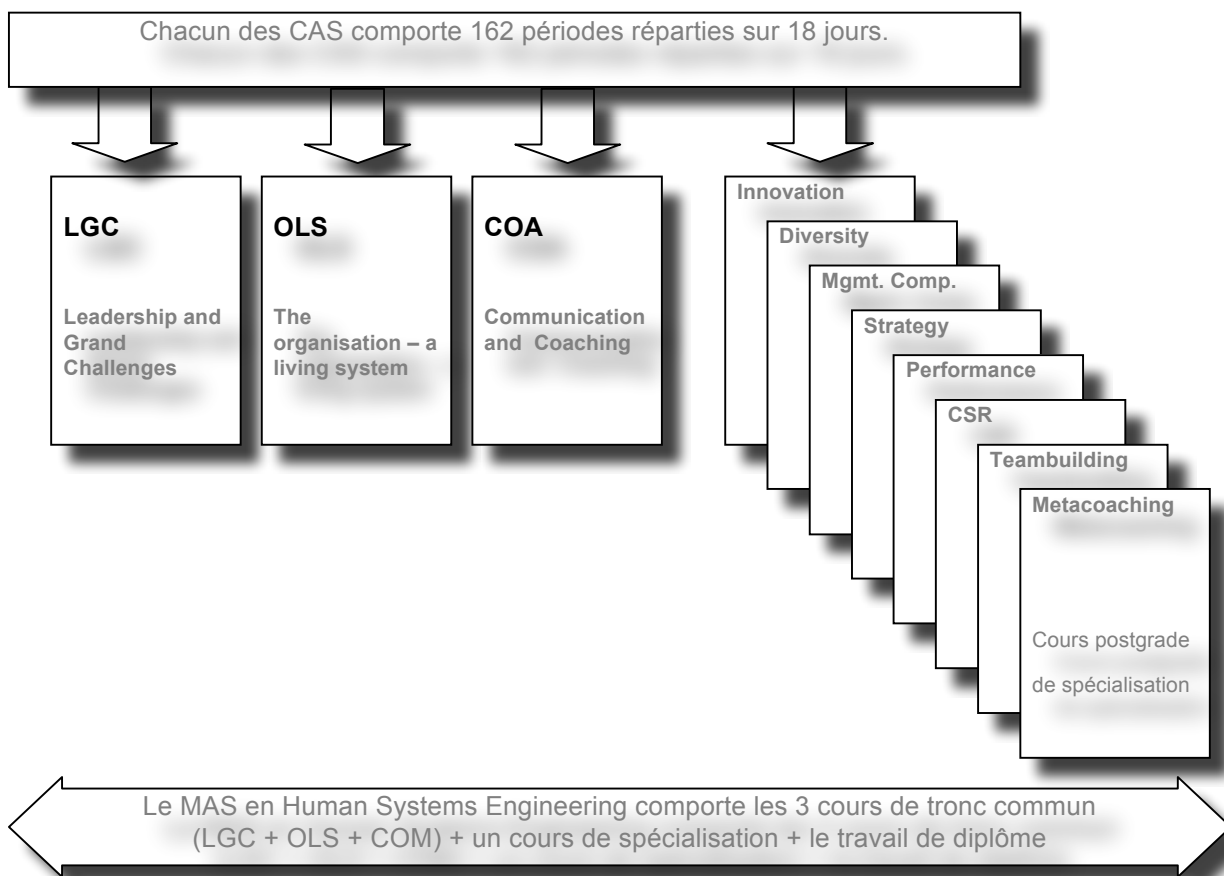 Chacun des CAS comporte 162 périodes réparties sur 18 jours.
LGC
Leadership and
Grand
Challenges
OLS
The
organisation – a
living system
COA
Communication
and Coaching
Innovation
Diversity
Mgmt. Comp.
Strategy
Performance
CSR
Teambuilding
Metacoaching
Cours postgrade
de spécialisation
Le MAS en Human Systems Engineering comporte les 3 cours de tronc commun
(LGC + OLS + COM) + un cours de spécialisation + le travail de diplôme